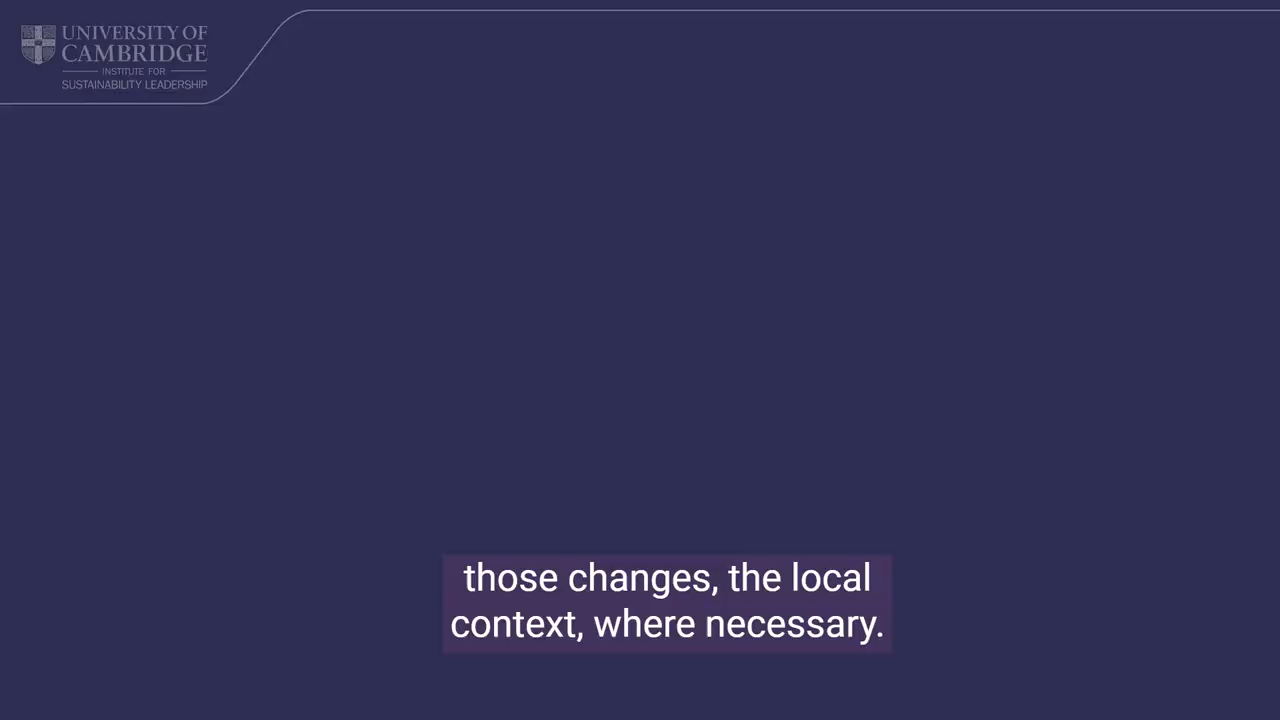 UNIVERSITY OF
CAMBRIDGE
INSTITUTE FOR
SUSTAINABILITY LEADERSHIP
those changes, the local
context, where necessary.